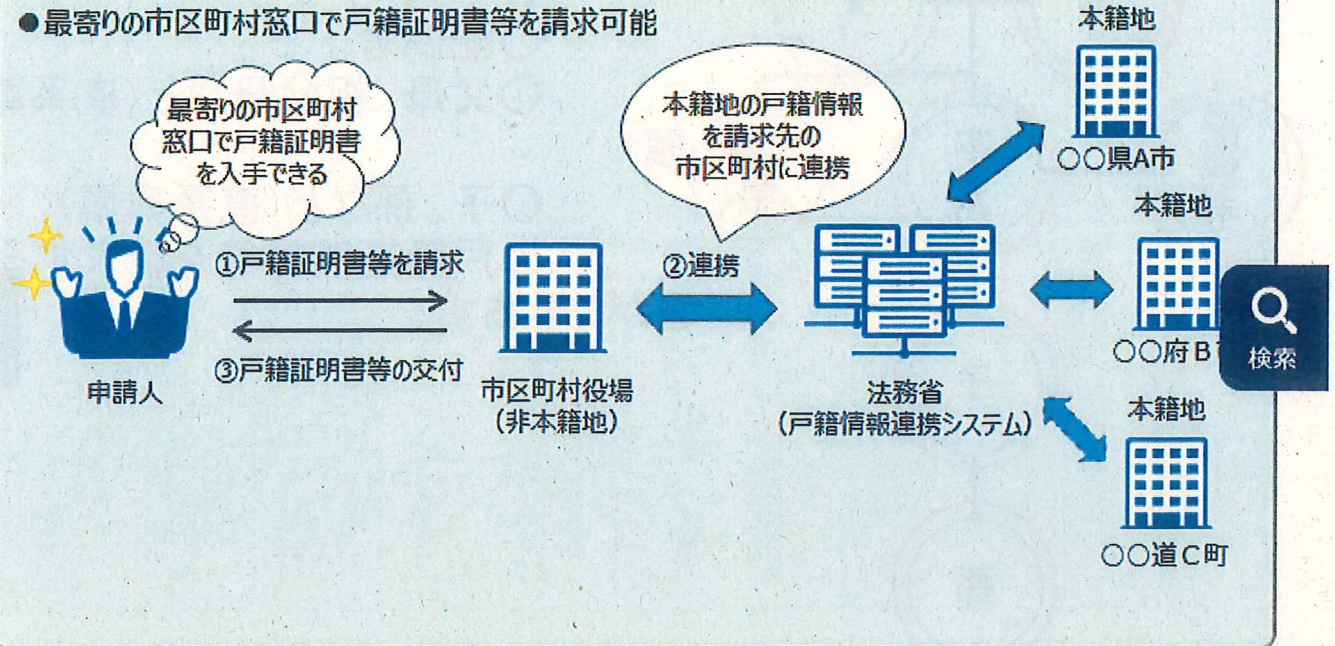 ●最寄りの市区町村窓口で戸籍証明書等を請求可能
最寄りの市区町村
窓口で戸籍証明書
を入手できる
本籍地の戸籍情報
を請求先の
市区町村に連携
①戸籍証明書等を請求
③戸籍証明書等の交付
②連携
申請人
市区町村役場
（非本籍地）
法務省
（戸籍情報連携システム）
本籍地
〇〇県A市
本籍地
〇〇府B
検索
本籍地
〇〇道C町